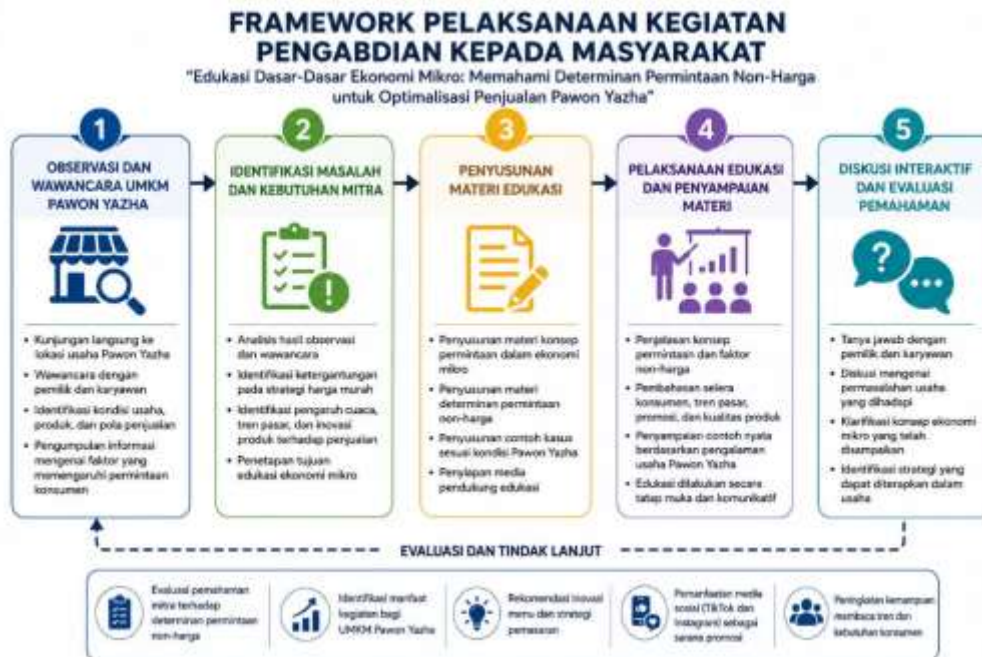 FRAMEWORK PELAKSANAAN KEGIATAN
PENGABDIAN KEPADA MASYARAKAT
"Edukasi Dasar-Dasar Ekonomi Mikro: Memahami Determinan Permintaan Non-Harga
untuk Optimalisasi Penjualan Pawon Yazha"
1
OBSERVASI DAN
WAWANCARA UMKM
PAWON YAZHA
• Kunjungan langsung ke
lokasi usaha Pawon Yazha
• Wawancara dengan
pemilik dan karyawan
• Identifikasi kondisi usaha,
produk, dan pola penjualan
• Pengumpulan informasi
mengenai faktor yang
memengaruhi permintaan
konsumen
2
IDENTIFIKASI MASALAH
DAN KEBUTUHAN MITRA
!
• Analisis hasil observasi
dan wawancara
• Identifikasi ketergantungan
pada strategi harga murah
• Identifikasi pengaruh cuaca,
tren pasar, dan inovasi
produk terhadap penjualan
• Penetapan tujuan
edukasi ekonomi mikro
3
PENYUSUNAN
MATERI EDUKASI
• Penyusunan materi konsep
permintaan dalam ekonomi
mikro
• Penyusunan materi
determinan permintaan
non-harga
• Penyusunan contoh kasus
sesuai kondisi Pawon Yazha
• Penyiapan media
pendukung edukasi
4
PELAKSANAAN EDUKASI
DAN PENYAMPAIAN
MATERI
• Penjelasan konsep
permintaan dan faktor
non-harga
• Pembahasan selera
konsumen, tren pasar,
promosi, dan kualitas produk
• Penyampaian contoh nyata
berdasarkan pengalaman
usaha Pawon Yazha
• Edukasi dilakukan secara
tatap muka dan komunikatif
5
DISKUSI INTERAKTIF
DAN EVALUASI
PEMAHAMAN
?
• Tanya jawab dengan
pemilik dan karyawan
• Diskusi mengenai
permasalahan usaha
yang dihadapi
• Klarifikasi konsep ekonomi
mikro yang telah
disampaikan
• Identifikasi strategi yang
dapat diterapkan dalam
usaha
EVALUASI DAN TINDAK LANJUT
Evaluasi pemahaman
mitra terhadap
determinan permintaan
non-harga
Identifikasi manfaat
kegiatan bagi
UMKM Pawon Yazha
Rekomendasi inovasi
menu dan strategi
pemasaran
Pemanfaatan media
sosial (TikTok dan
Instagram) sebagai
sarana promosi
Peningkatan kemampuan
membaca tren dan
kebutuhan konsumen